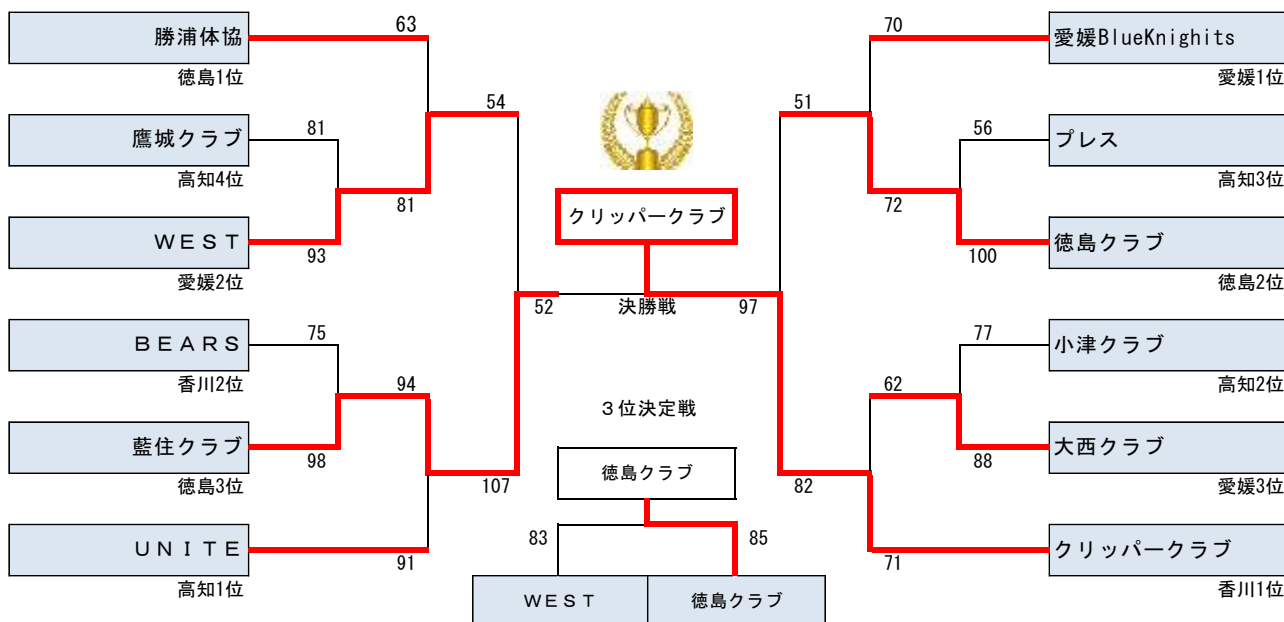 63
70
勝浦体協
愛媛BlueKnighits
徳島1位
愛媛1位
54
51
81
56
鷹城クラブ
プレス
高知4位
高知3位
81
72
クリッパークラブ
WEST
徳島クラブ
93
100
愛媛2位
徳島2位
52
決勝戦
97
75
77
BEARS
小津クラブ
香川2位
高知2位
94
62
3位決定戦
藍住クラブ
大西クラブ
98
88
徳島3位
愛媛3位
徳島クラブ
107
82
83
85
UNITE
クリッパークラブ
91
71
高知1位
香川1位
WEST
徳島クラブ